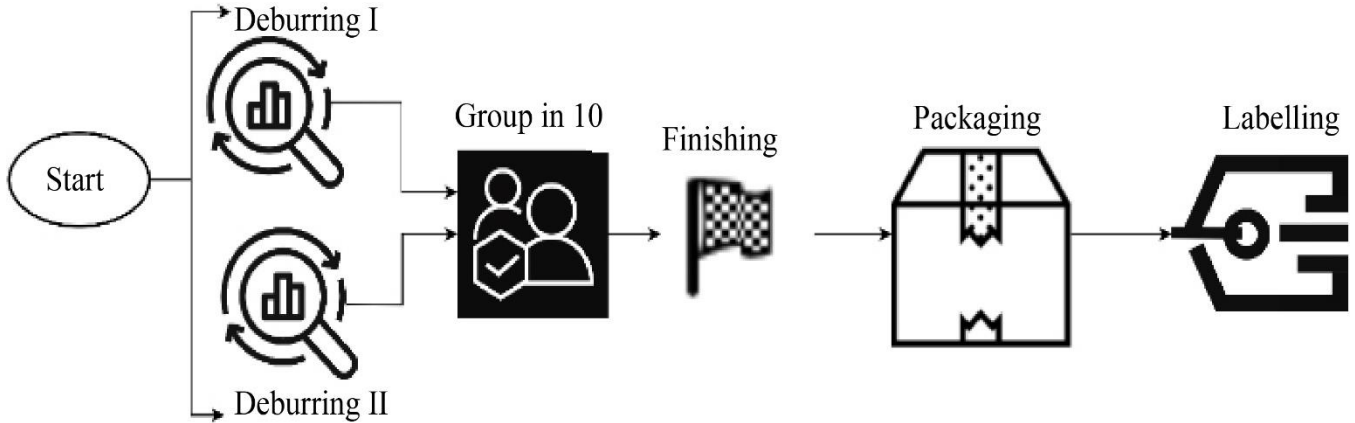 Deburring I
Group in 10
Finishing
Packaging
Labelling
Start
Deburring II